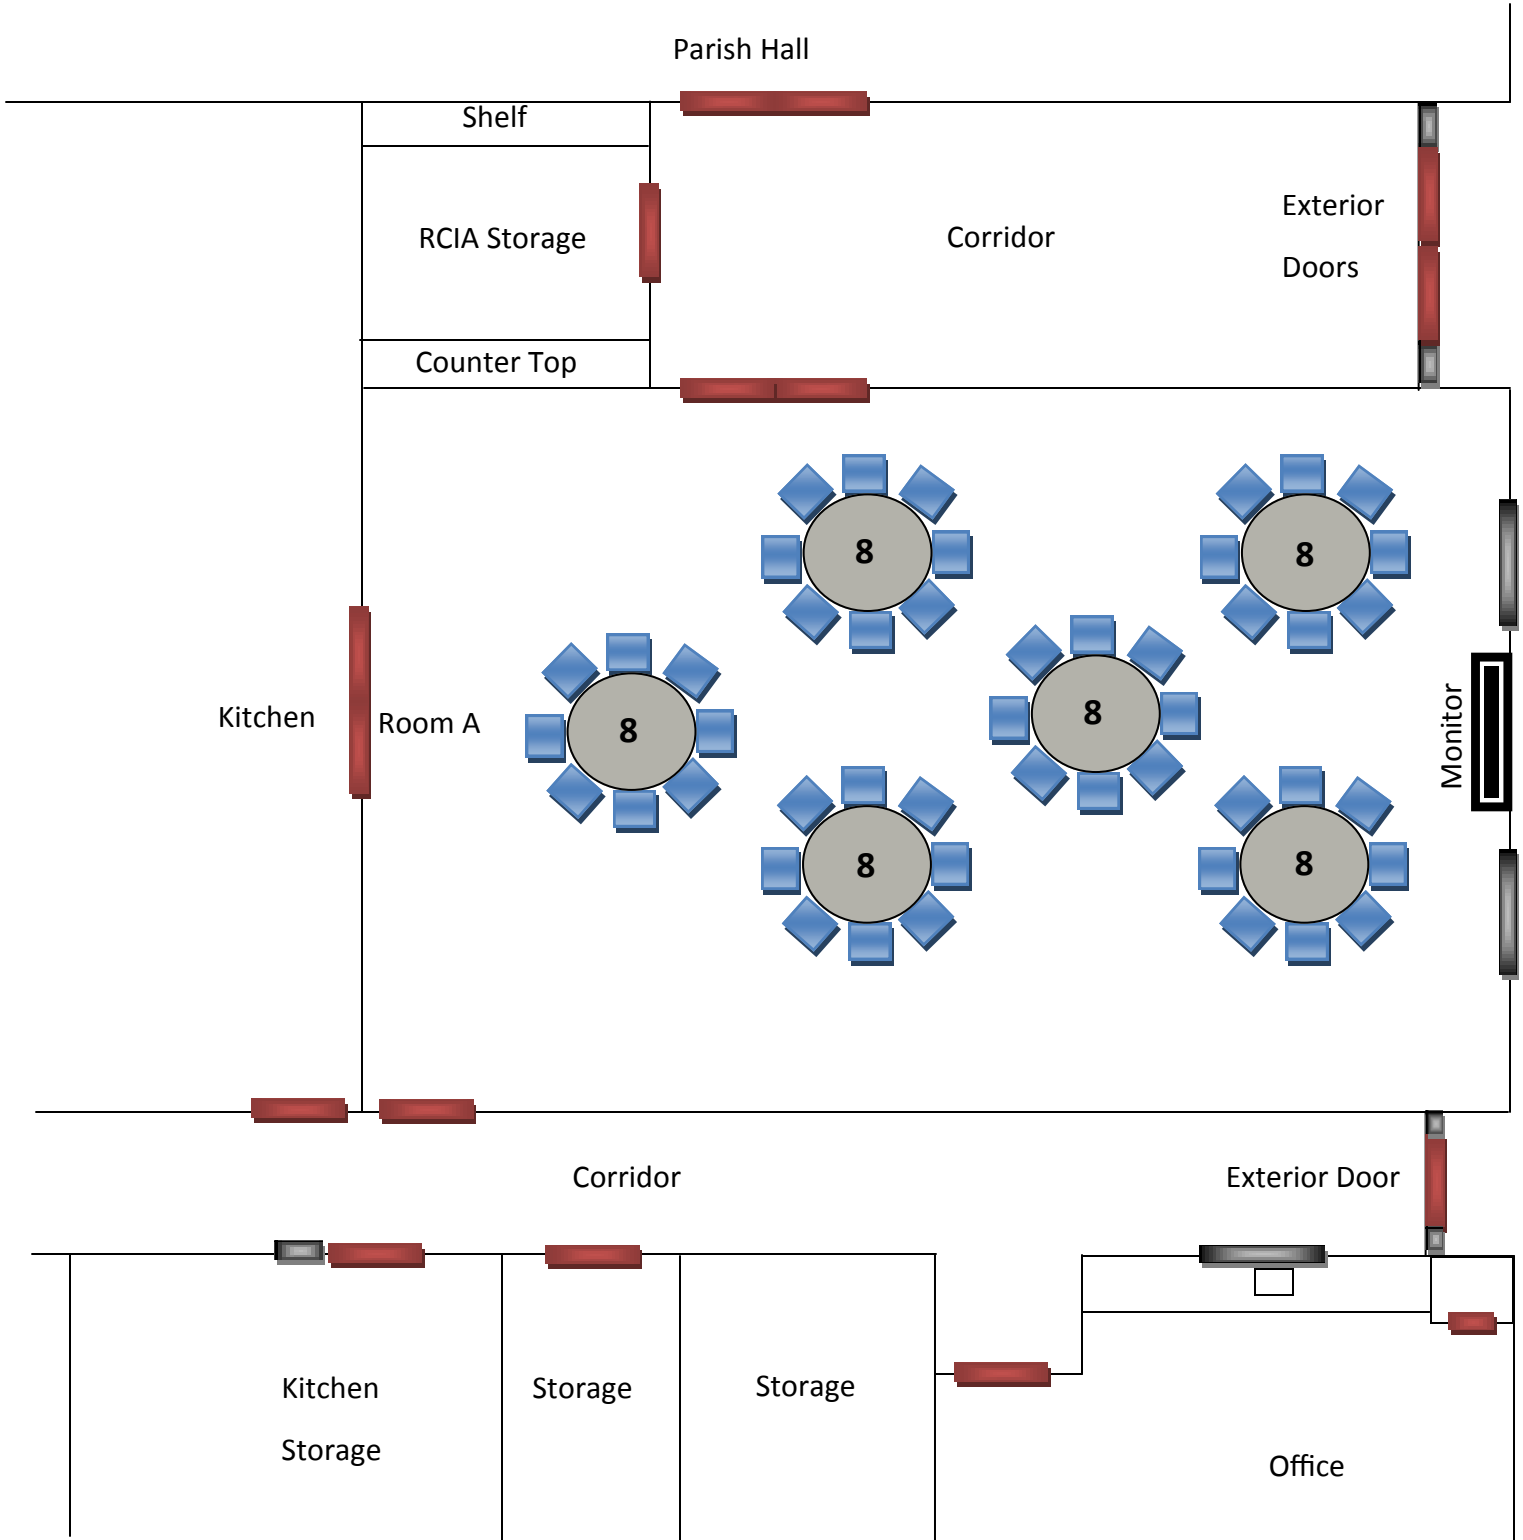 Parish Hall
Shelf
RCIA Storage
Corridor
Exterior
Doors
Counter Top
8
8
8
8
Kitchen
Room A
Monitor
8
8
Corridor
Exterior Door
Kitchen
Storage
Storage
Storage
Office